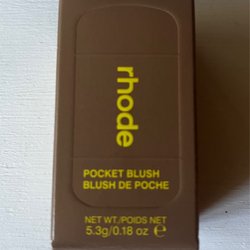 rhode
POCKET BLUSH
BLUSH DE POCHE
NET WT./POIDS NET
5.3g/0.18 oz ℮